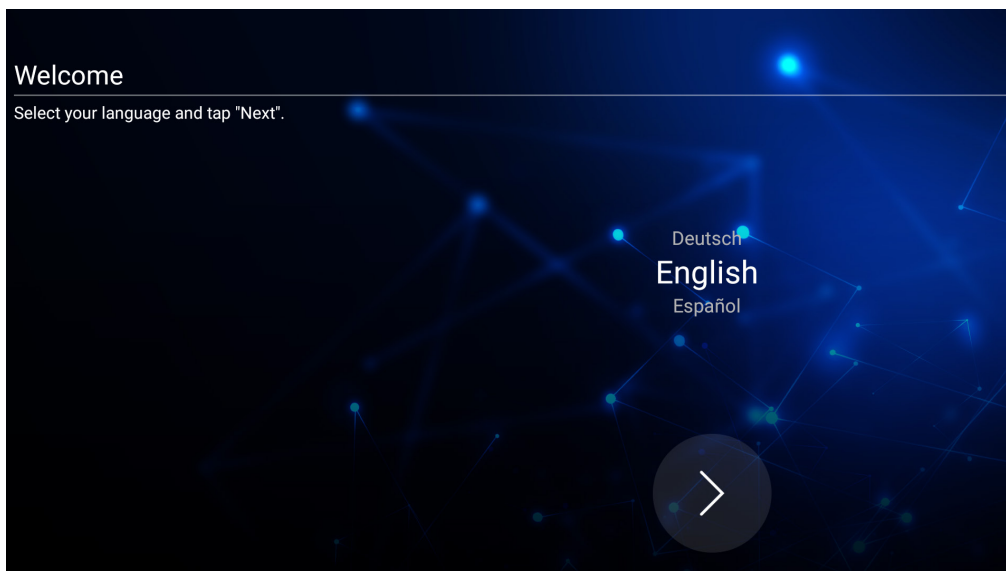 Welcome
Select your language and tap "Next".
Deutsch
English
Español